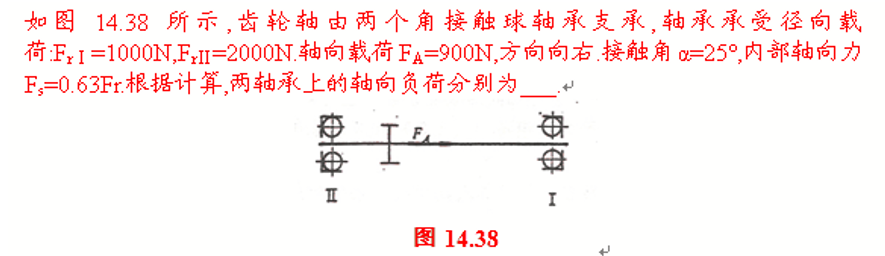 如图 14.38 所示,齿轮轴由两个角接触球轴承支承,轴承承受径向载
荷:FrⅠ=1000N,FrII=2000N.轴向载荷 FA=900N,方向向右.接触角 α=25°,内部轴向力
Fs=0.63Fr.根据计算,两轴承上的轴向负荷分别为___.
FA
II
I
图 14.38